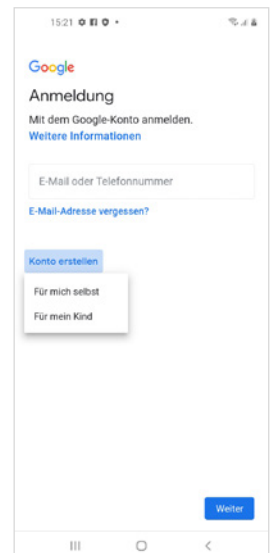 15:21
Google
Anmeldung
Mit dem Google-Konto anmelden.
Weitere Informationen
E-Mail oder Telefonnummer
E-Mail-Adresse vergessen?
Konto erstellen
Für mich selbst
Für mein Kind
Weiter